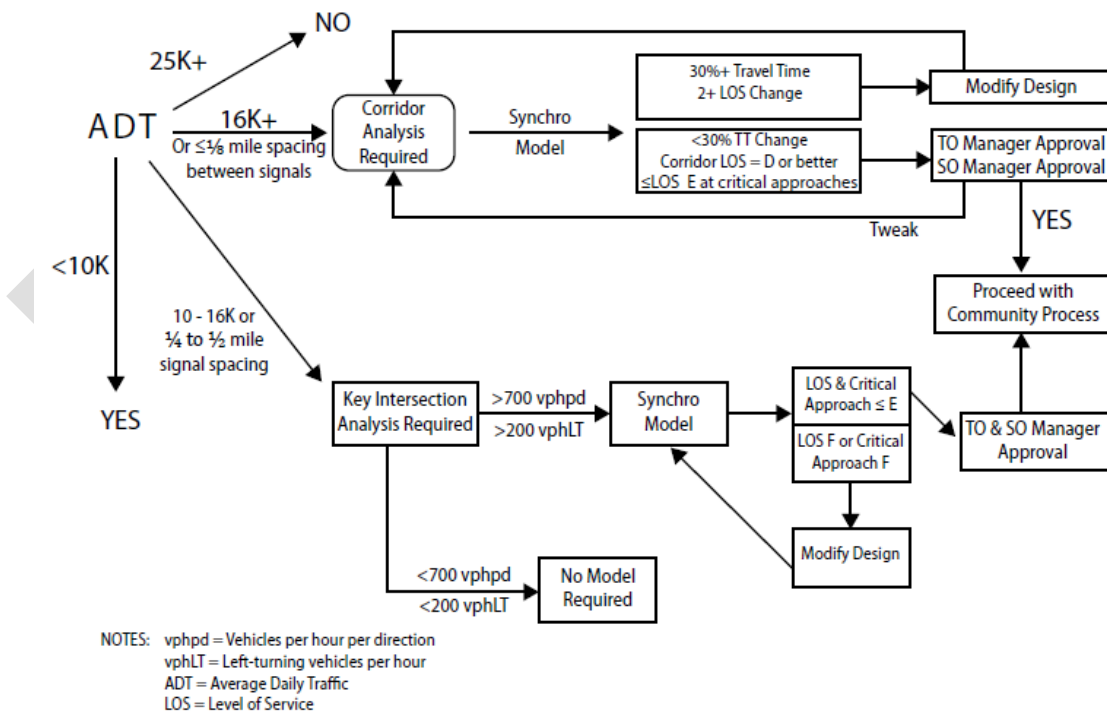 NO
25K+
ADT
16K+
Or ≤⅛ mile spacing
between signals
<10K
YES
10 - 16K or
¼ to ½ mile
signal spacing
Corridor
Analysis
Required
Synchro
Model
30%+ Travel Time
2+ LOS Change
Modify Design
<30% TT Change
Corridor LOS = D or better
≤LOS E at critical approaches
TO Manager Approval
SO Manager Approval
Tweak
YES
Proceed with
Community Process
Key Intersection
Analysis Required
>700 vphpd
>200 vphLT
Synchro
Model
LOS & Critical
Approach ≤ E
LOS F or Critical
Approach F
TO & SO Manager
Approval
Modify Design
<700 vphpd
<200 vphLT
No Model
Required
NOTES: vphpd = Vehicles per hour per direction
vphLT = Left-turning vehicles per hour
ADT = Average Daily Traffic
LOS = Level of Service